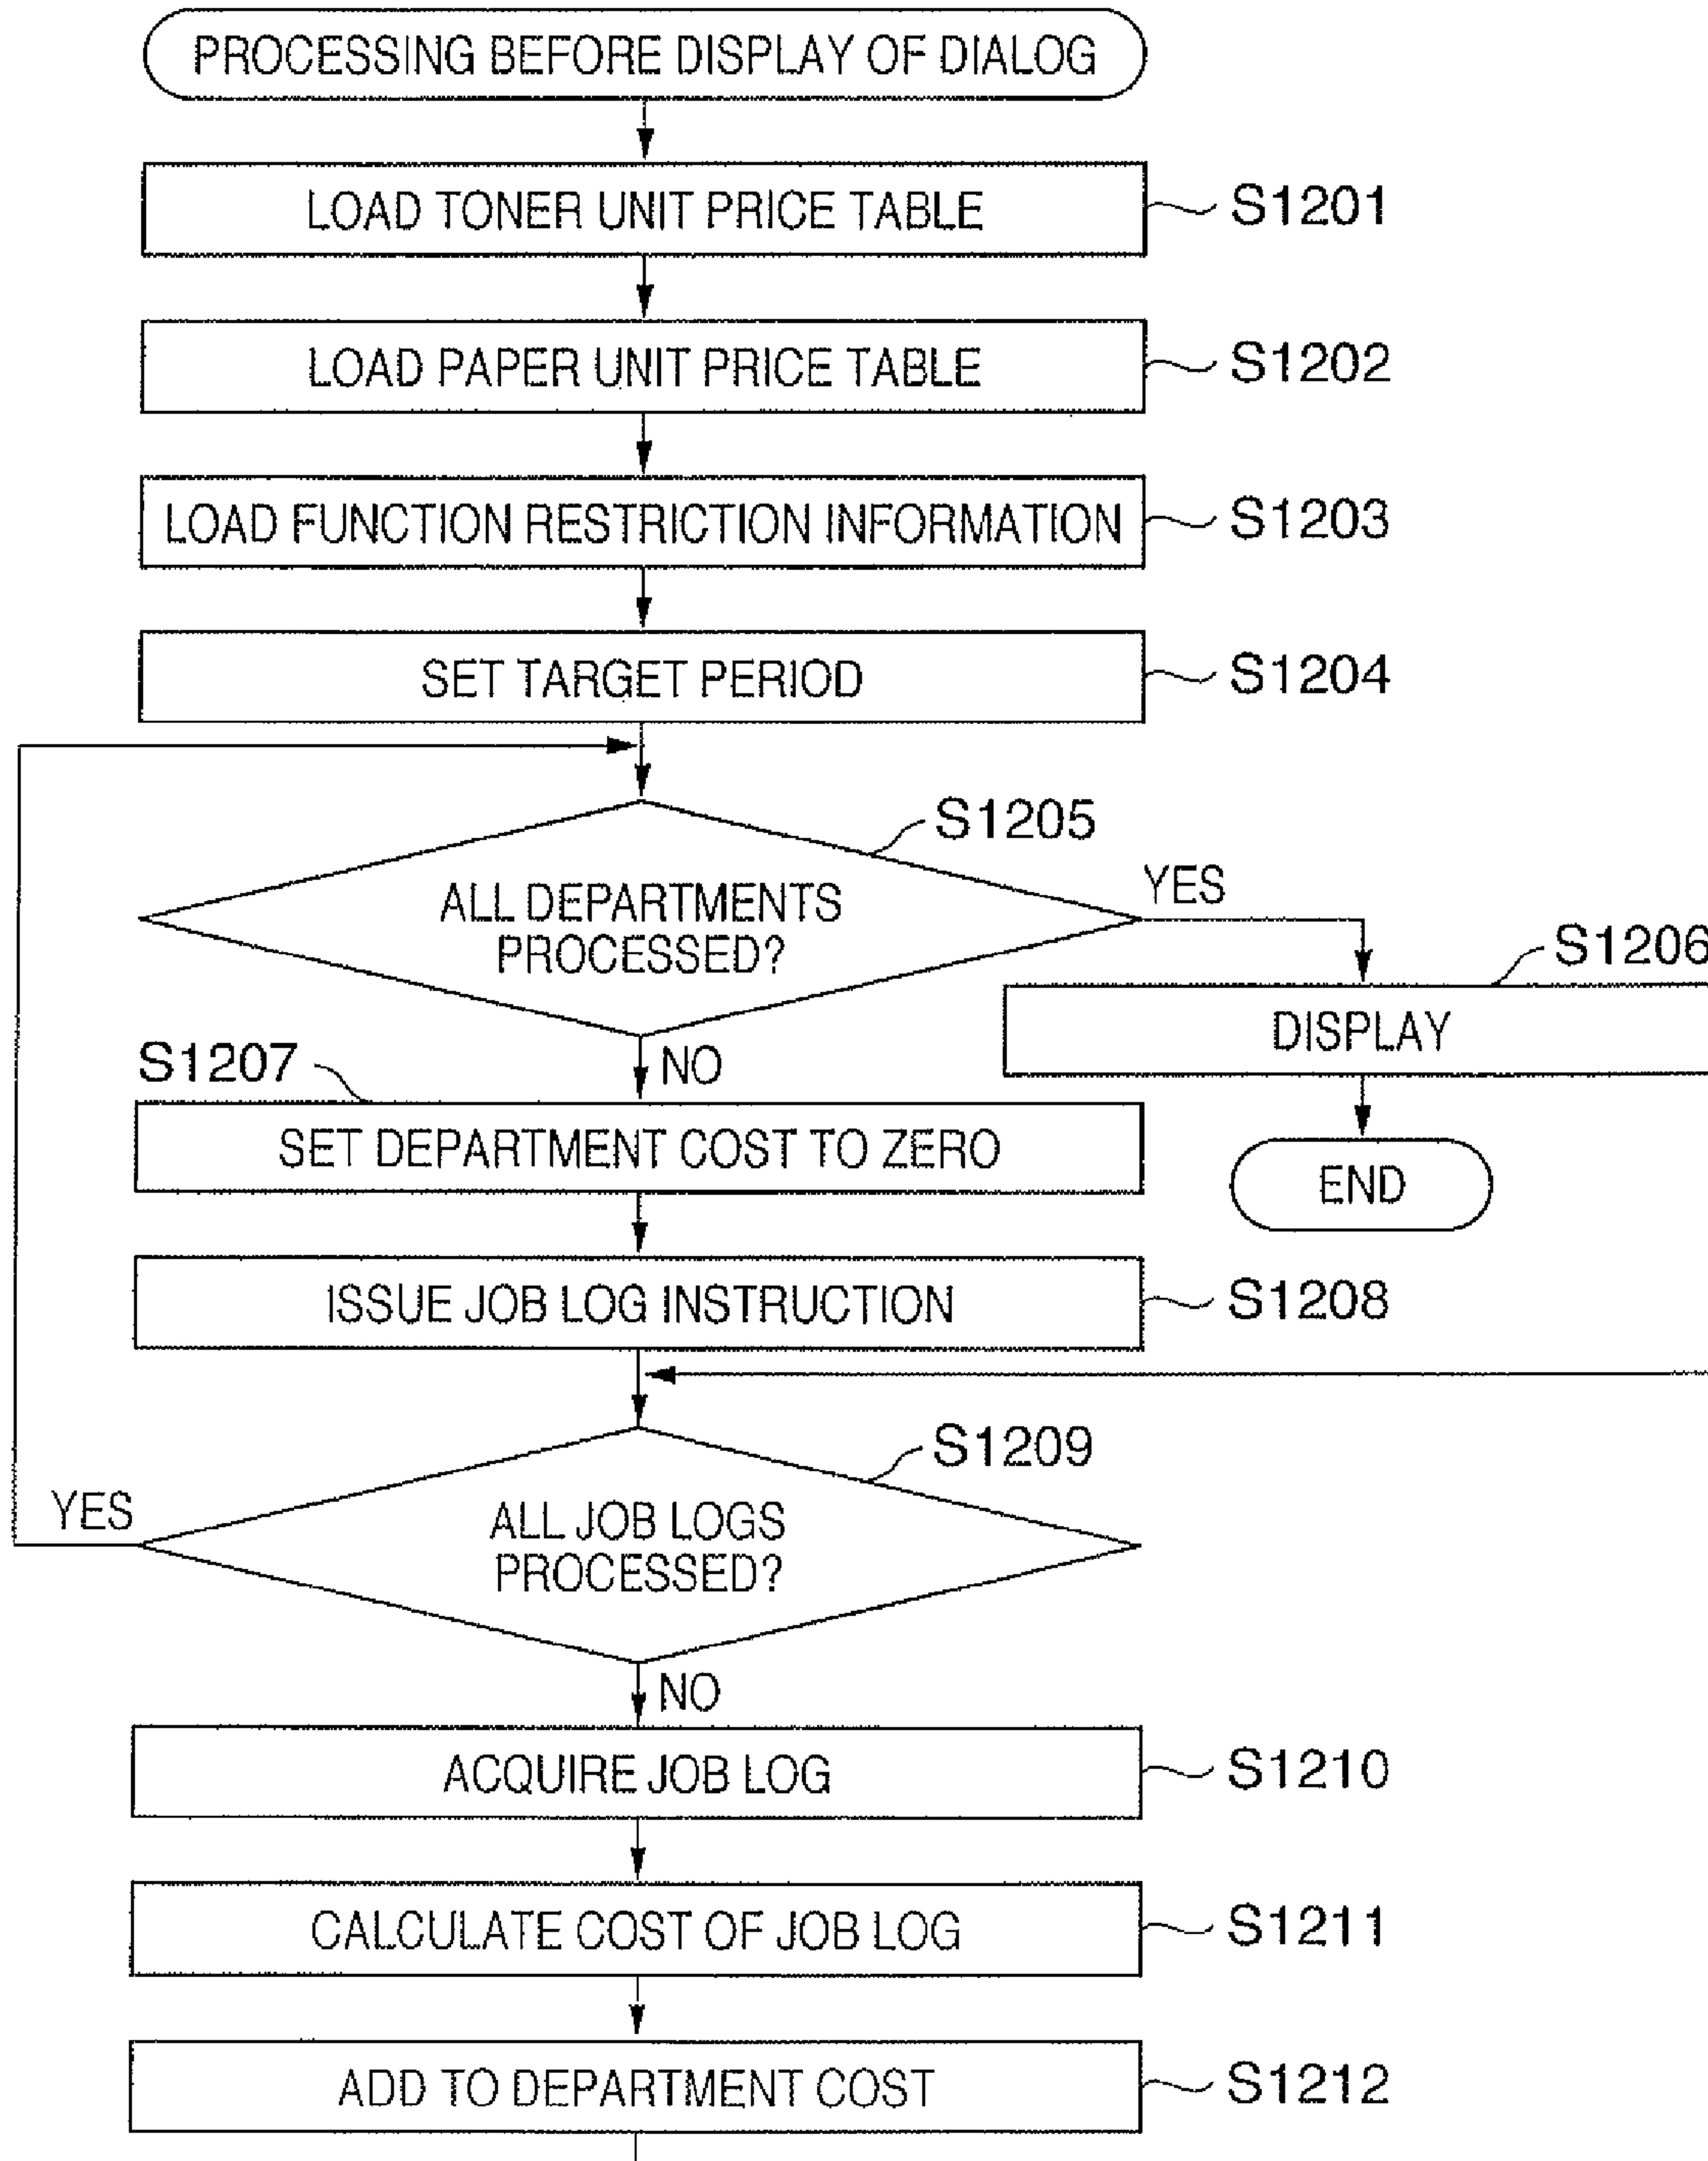 PROCESSING BEFORE DISPLAY OF DIALOG
LOAD TONER UNIT PRICE TABLE
S1201
LOAD PAPER UNIT PRICE TABLE
S1202
LOAD FUNCTION RESTRICTION INFORMATION
S1203
SET TARGET PERIOD
S1204
S1205
ALL DEPARTMENTS
PROCESSED?
YES
S1206
DISPLAY
END
NO
S1207
SET DEPARTMENT COST TO ZERO
ISSUE JOB LOG INSTRUCTION
S1208
S1209
ALL JOB LOGS
PROCESSED?
YES
NO
ACQUIRE JOB LOG
S1210
CALCULATE COST OF JOB LOG
S1211
ADD TO DEPARTMENT COST
S1212